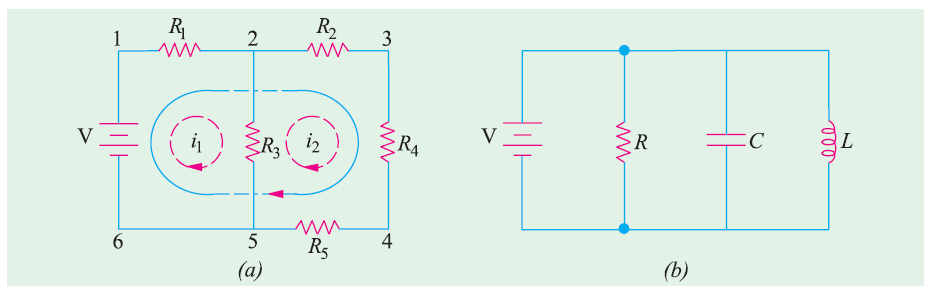 R₁ R₂
1 2 3
V i₁ R₃ i₂ R₄ V R C L
6 5 4
R₅
(a) (b)